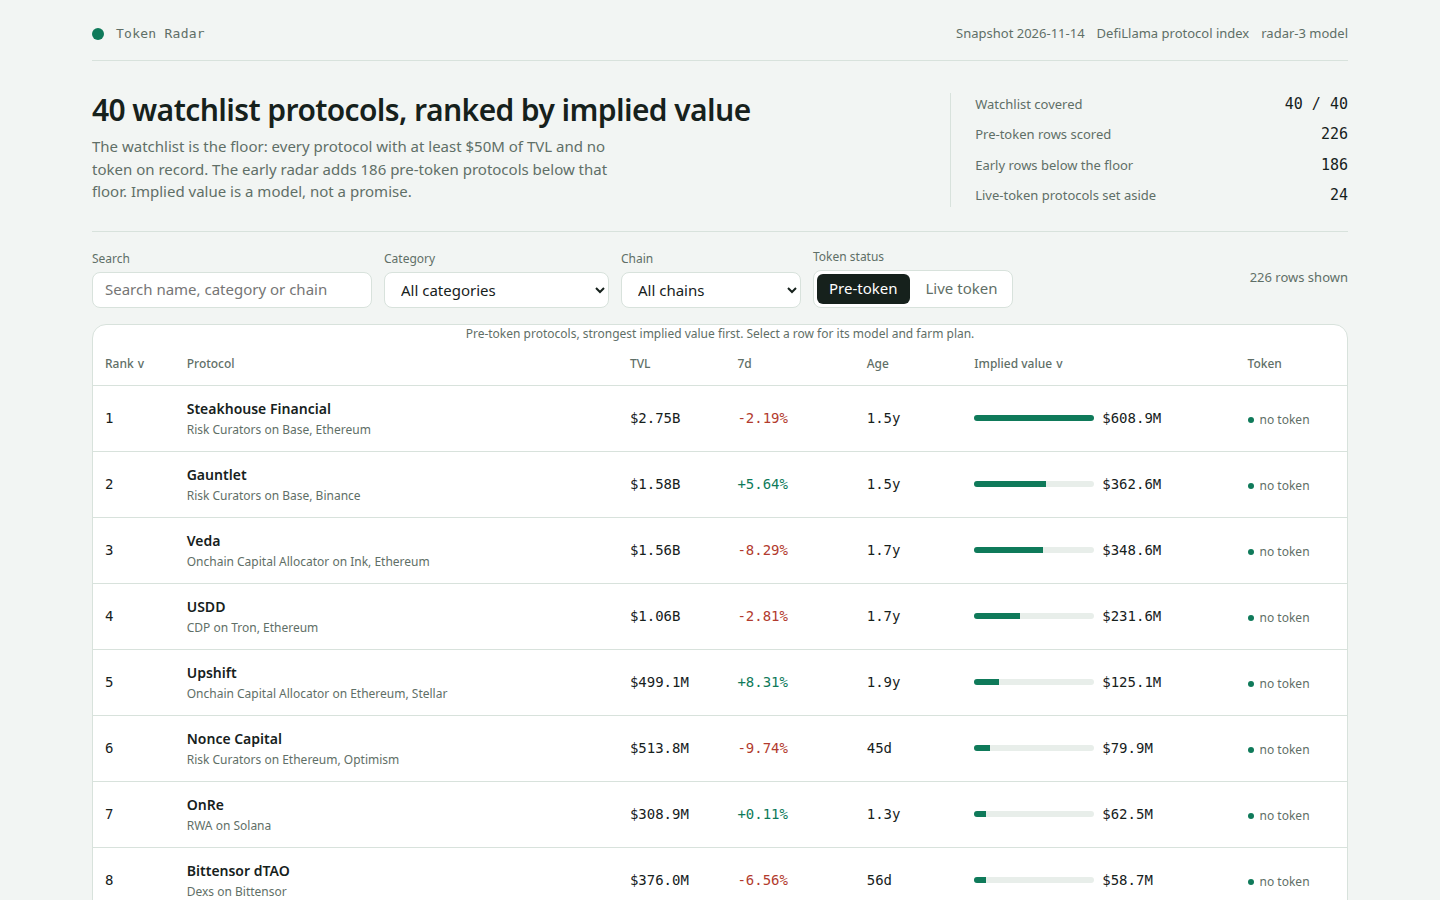 Token Radar
Snapshot 2026-11-14 DefiLlama protocol index radar-3 model
40 watchlist protocols, ranked by implied value
The watchlist is the floor: every protocol with at least $50M of TVL and no
token on record. The early radar adds 186 pre-token protocols below that
floor. Implied value is a model, not a promise.
Watchlist covered 40 / 40
Pre-token rows scored 226
Early rows below the floor 186
Live-token protocols set aside 24
Search Category Chain Token status
Search name, category or chain All categories All chains Pre-token Live token 226 rows shown
Pre-token protocols, strongest implied value first. Select a row for its model and farm plan.
Rank v Protocol TVL 7d Age Implied value v Token
1 Steakhouse Financial $2.75B -2.19% 1.5y $608.9M no token
Risk Curators on Base, Ethereum
2 Gauntlet $1.58B +5.64% 1.5y $362.6M no token
Risk Curators on Base, Binance
3 Veda $1.56B -8.29% 1.7y $348.6M no token
Onchain Capital Allocator on Ink, Ethereum
4 USDD $1.06B -2.81% 1.7y $231.6M no token
CDP on Tron, Ethereum
5 Upshift $499.1M +8.31% 1.9y $125.1M no token
Onchain Capital Allocator on Ethereum, Stellar
6 Nonce Capital $513.8M -9.74% 45d $79.9M no token
Risk Curators on Ethereum, Optimism
7 OnRe $308.9M +0.11% 1.3y $62.5M no token
RWA on Solana
8 Bittensor dTAO $376.0M -6.56% 56d $58.7M no token
Dexs on Bittensor